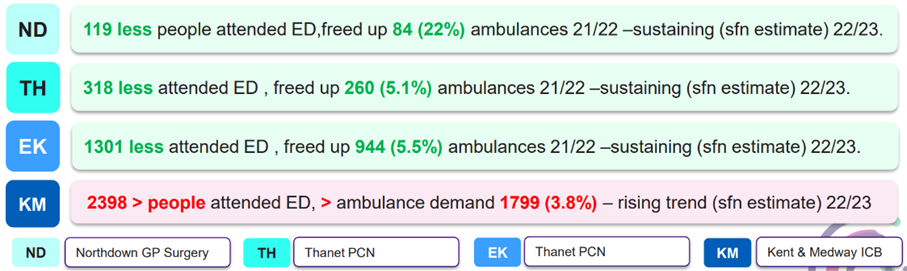 ND 119 less people attended ED,freed up 84 (22%) ambulances 21/22 –sustaining (sfn estimate) 22/23.
TH 318 less attended ED , freed up 260 (5.1%) ambulances 21/22 –sustaining (sfn estimate) 22/23.
EK 1301 less attended ED , freed up 944 (5.5%) ambulances 21/22 –sustaining (sfn estimate) 22/23.
KM 2398 > people attended ED, > ambulance demand 1799 (3.8%) – rising trend (sfn estimate) 22/23
ND Northdown GP Surgery TH Thanet PCN EK Thanet PCN KM Kent & Medway ICB